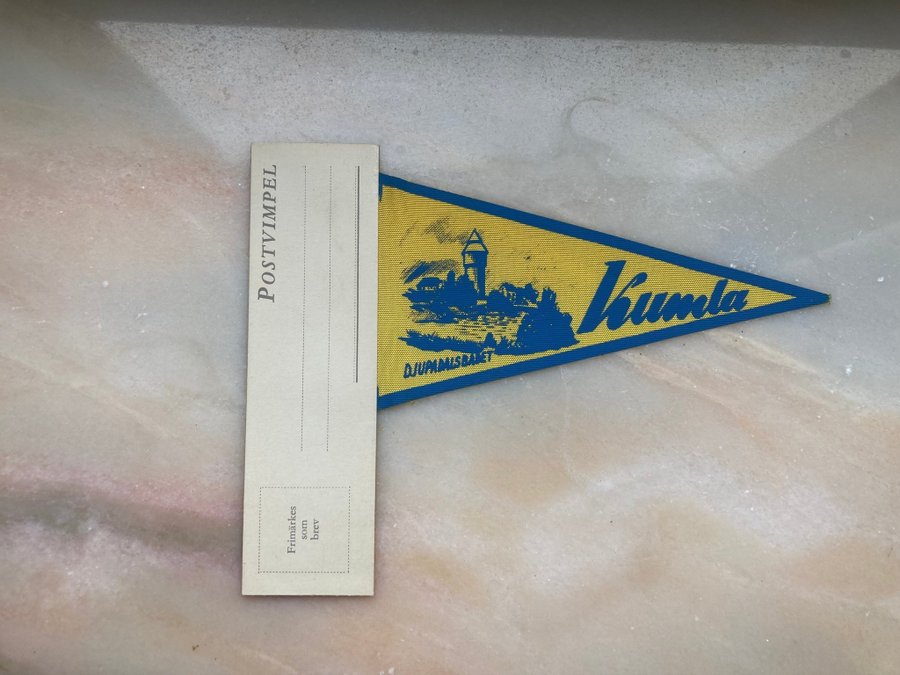 POSTVIMPEL
Frimärkes
som
brev
Kumla
DJUPADALSBADET